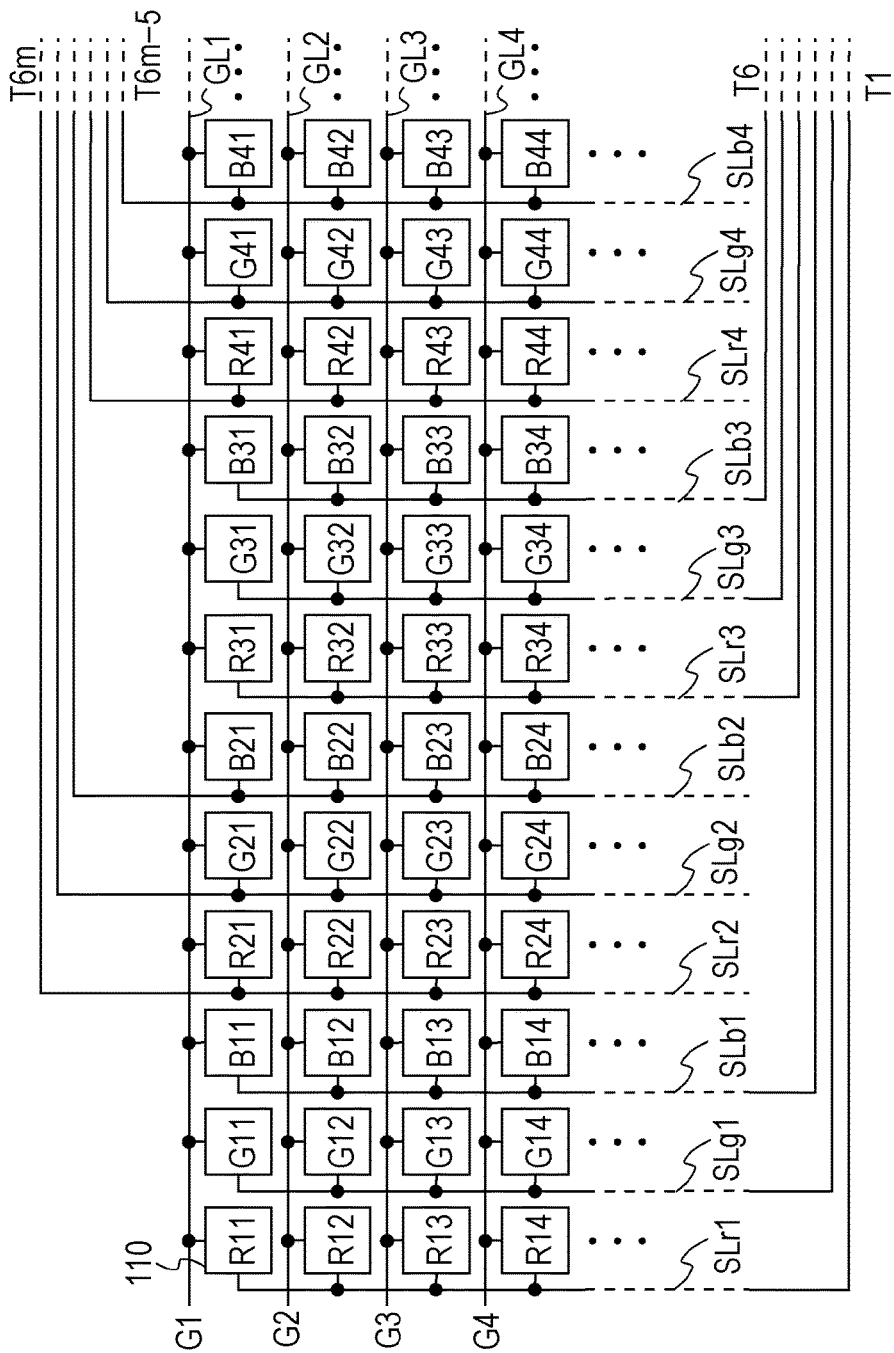 T6m
T6m-5
GL1
GL2
GL3
GL4
110
G1
R11 G11 B11 R21 G21 B21 R31 G31 B31 R41 G41 B41
G2
R12 G12 B12 R22 G22 B22 R32 G32 B32 R42 G42 B42
G3
R13 G13 B13 R23 G23 B23 R33 G33 B33 R43 G43 B43
G4
R14 G14 B14 R24 G24 B24 R34 G34 B34 R44 G44 B44
SLr1 SLg1 SLb1 SLr2 SLg2 SLb2 SLr3 SLg3 SLb3 SLr4 SLg4 SLb4
T6
T1